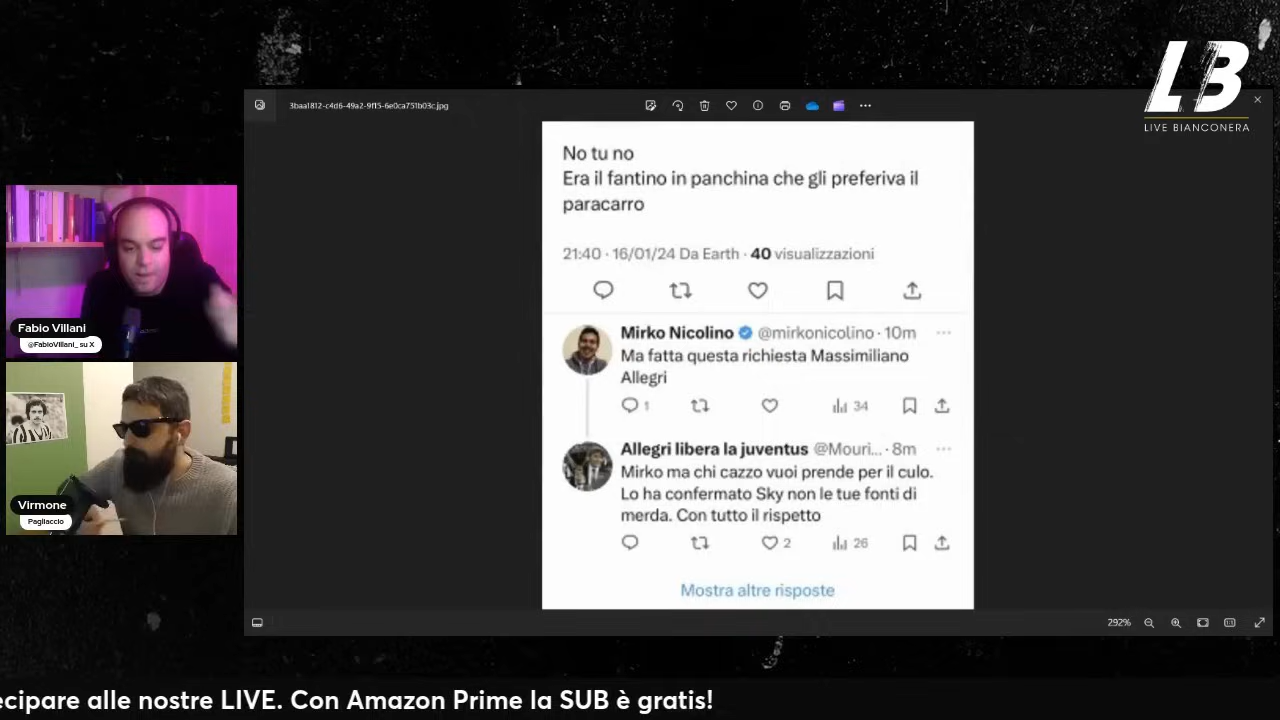 LB
LIVE BIANCONERA
3baa1812-c4d6-49a2-9f15-6e0ca751b03c.jpg
No tu no
Era il fantino in panchina che gli preferiva il
paracarro
21:40 · 16/01/24 Da Earth · 40 visualizzazioni
Mirko Nicolino @mirkonicolino · 10m
Ma fatta questa richiesta Massimiliano
Allegri
1
34
Allegri libera la juventus @Mouri... · 8m
Mirko ma chi cazzo vuoi prende per il culo.
Lo ha confermato Sky non le tue fonti di
merda. Con tutto il rispetto
2
26
Mostra altre risposte
292%
Fabio Villani
@FabioVillani_ su X
Virmone
Pagliaccio
ecipare alle nostre LIVE. Con Amazon Prime la SUB è gratis!